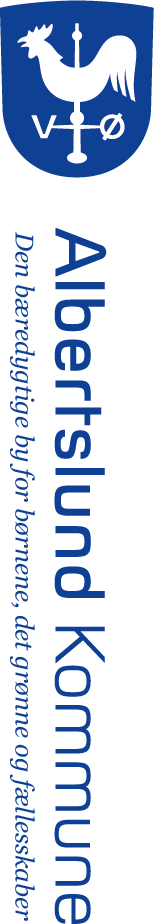 V Ø
Albertslund Kommune
Den bæredygtige by for børnene, det grønne og fællesskaber